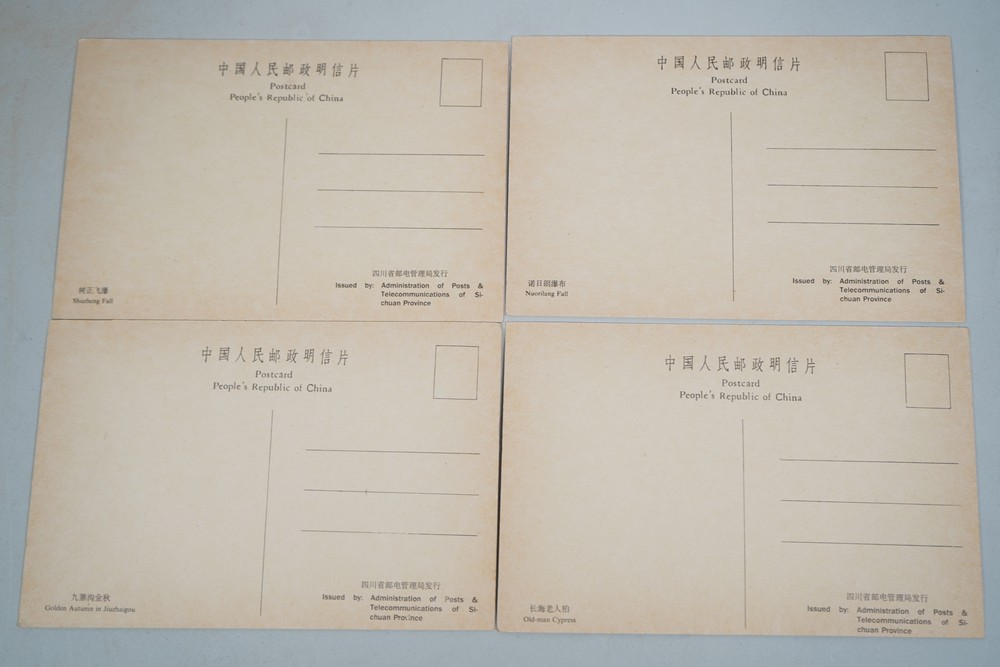 中国人民邮政明信片
Postcard
People's Republic of China
四川省邮电管理局发行
Issued by: Administration of Posts &
Telecommunications of Si-
chuan Province
树正飞瀑
Shuzheng Fall
中国人民邮政明信片
Postcard
People's Republic of China
四川省邮电管理局发行
Issued by: Administration of Posts &
Telecommunications of Si-
chuan Province
诺日朗瀑布
Nuorilang Fall
中国人民邮政明信片
Postcard
People's Republic of China
四川省邮电管理局发行
Issued by: Administration of Posts &
Telecommunications of Si-
chuan Province
九寨沟金秋
Golden Autumn in Jiuzhaigou
中国人民邮政明信片
Postcard
People's Republic of China
四川省邮电管理局发行
Issued by: Administration of Posts &
Telecommunications of Si-
chuan Province
长海老人柏
Old-man Cypress